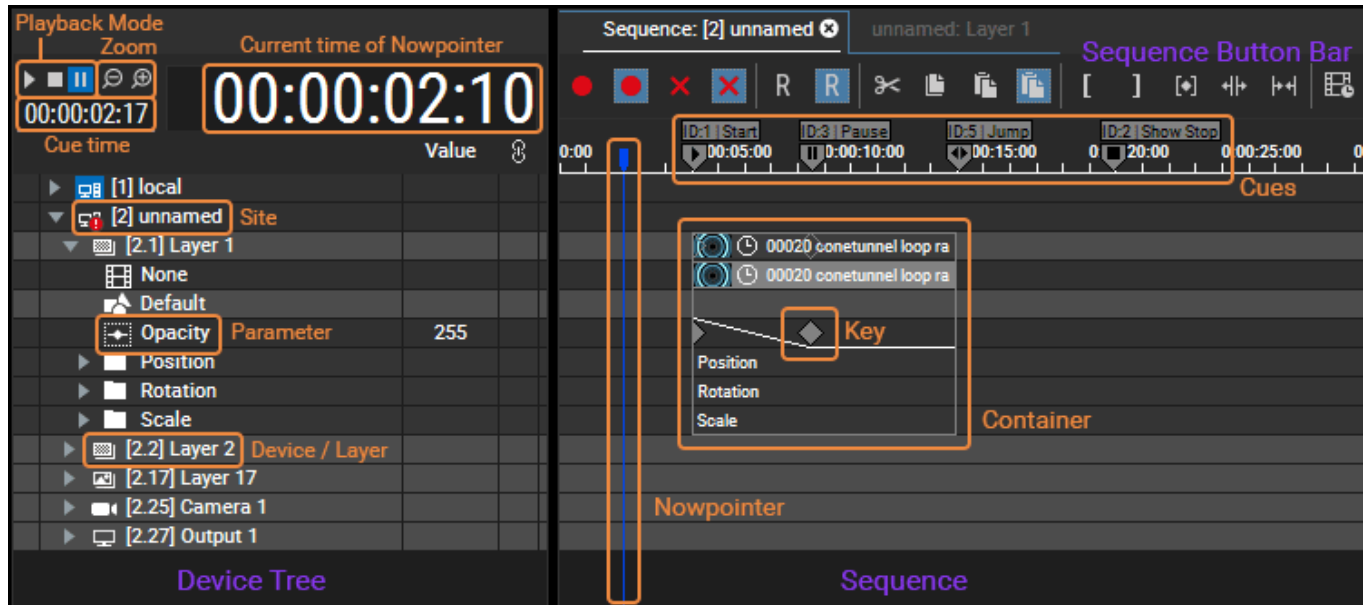 Playback Mode
Zoom
Current time of Nowpointer
Sequence: [2] unnamed
unnamed: Layer 1
Sequence Button Bar
00:00:02:17
00:00:02:10
R R [ ]
Cue time
Value
ID:1 | Start
ID:3 | Pause
ID:5 | Jump
ID:2 | Show Stop
0:00
00:05:00
0:00:10:00
00:15:00
0
20:00
0:00:25:00
0
Cues
[1] local
[2] unnamed
Site
[2.1] Layer 1
00020 conetunnel loop ra
None
00020 conetunnel loop ra
Default
Opacity
Parameter
255
Key
Position
Position
Rotation
Rotation
Scale
Scale
Container
[2.2] Layer 2
Device / Layer
[2.17] Layer 17
[2.25] Camera 1
Nowpointer
[2.27] Output 1
Device Tree
Sequence